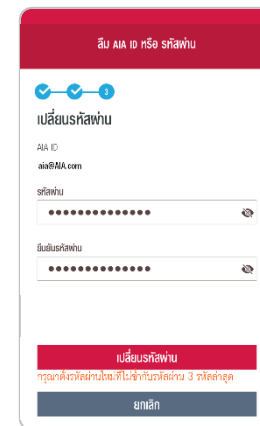 ลืม AIA ID หรือ รหัสผ่าน
3
เปลี่ยนรหัสผ่าน
AIA ID
aia@AIA.com
รหัสผ่าน
ยืนยันรหัสผ่าน
เปลี่ยนรหัสผ่าน
กรุณาตั้งรหัสผ่านใหม่ที่ไม่ซ้ำกับรหัสผ่าน 3 รหัสล่าสุด
ยกเลิก